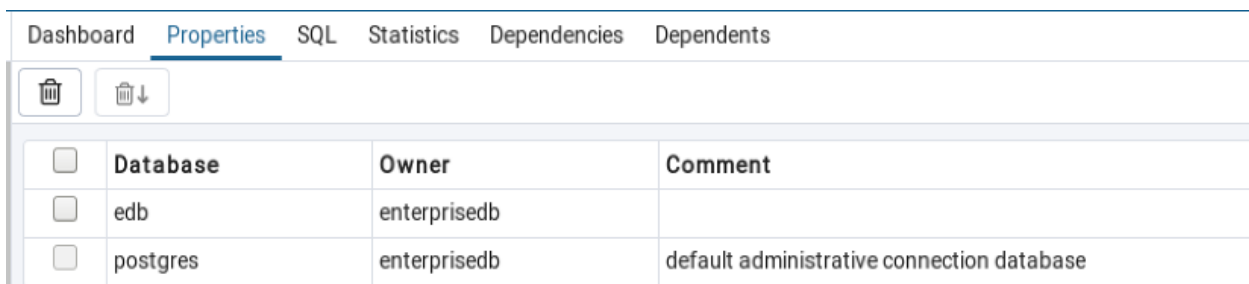 Dashboard Properties SQL Statistics Dependencies Dependents
Database Owner Comment
edb enterprisedb
postgres enterprisedb default administrative connection database